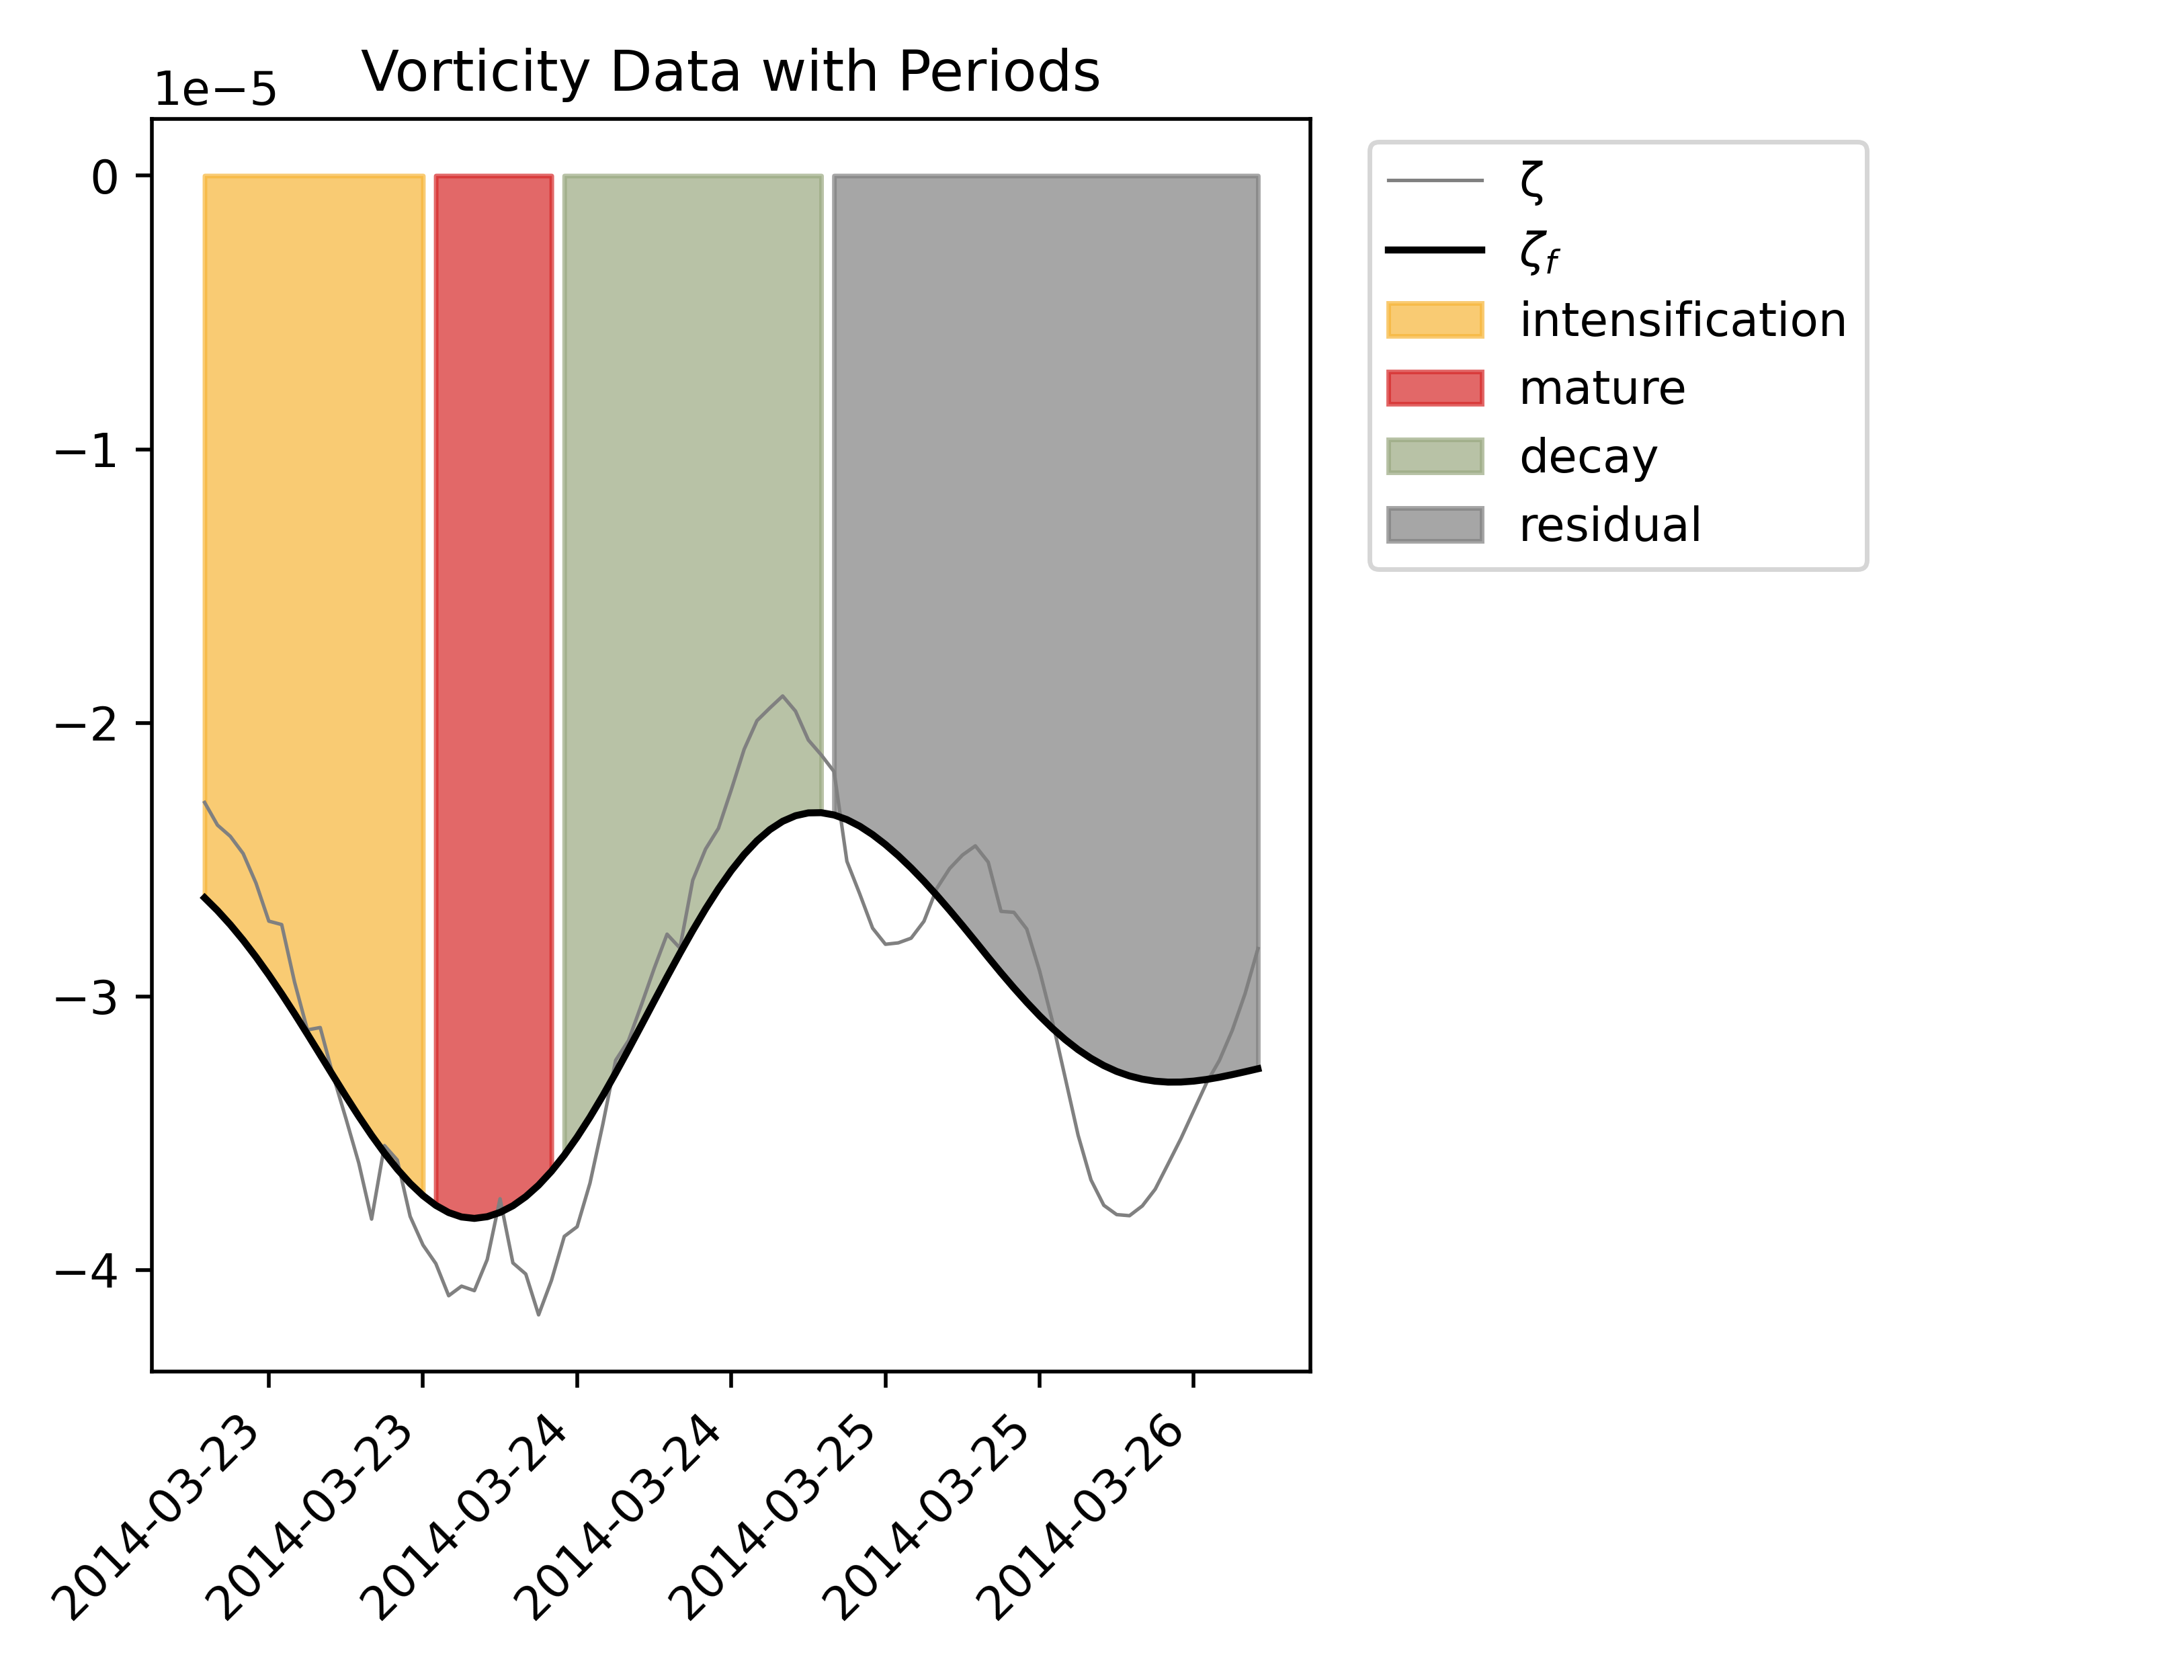 Vorticity Data with Periods
1e−5
0
−1
−2
−3
−4
2014-03-23
2014-03-23
2014-03-24
2014-03-24
2014-03-25
2014-03-25
2014-03-26
ζ
ζf
intensification
mature
decay
residual